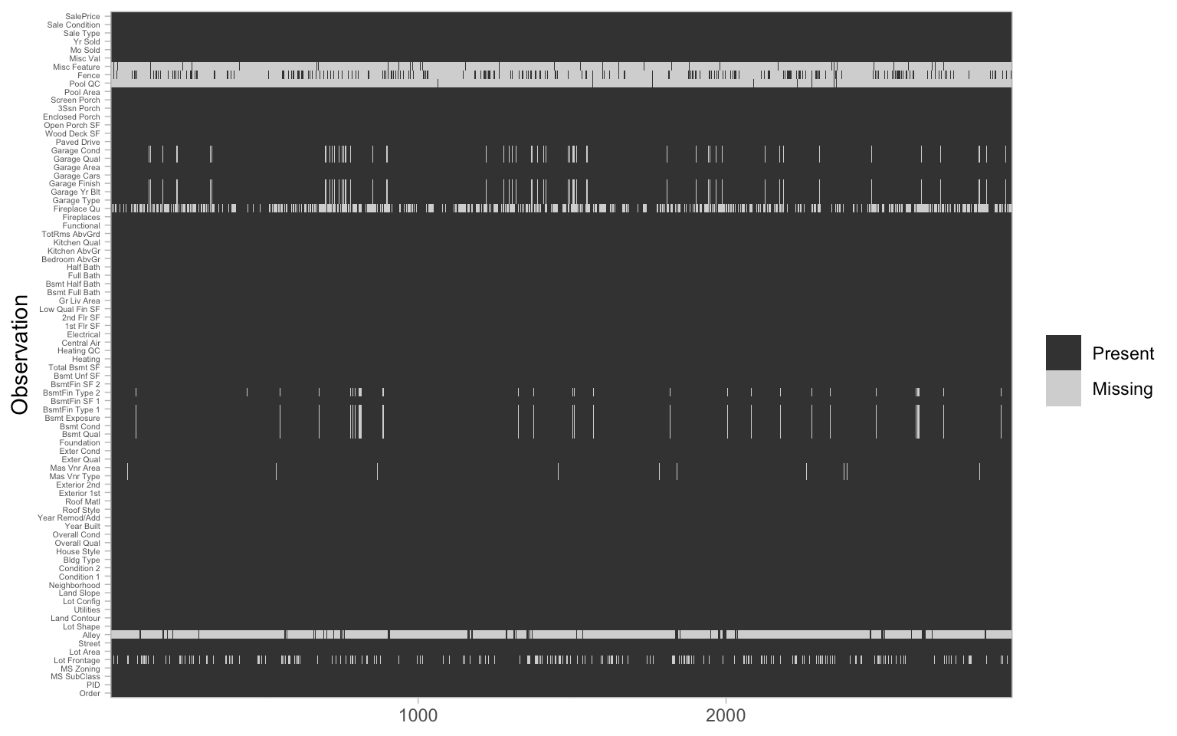 SalePrice
Sale Condition
Sale Type
Yr Sold
Mo Sold
Misc Val
Misc Feature
Fence
Pool QC
Pool Area
Screen Porch
3Ssn Porch
Enclosed Porch
Open Porch SF
Wood Deck SF
Paved Drive
Garage Cond
Garage Qual
Garage Area
Garage Cars
Garage Finish
Garage Yr Blt
Garage Type
Fireplace Qu
Fireplaces
Functional
TotRms AbvGrd
Kitchen Qual
Kitchen AbvGr
Bedroom AbvGr
Half Bath
Full Bath
Bsmt Half Bath
Bsmt Full Bath
Gr Liv Area
Low Qual Fin SF
2nd Flr SF
1st Flr SF
Electrical
Central Air
Heating QC
Heating
Total Bsmt SF
Bsmt Unf SF
BsmtFin SF 2
BsmtFin Type 2
BsmtFin SF 1
BsmtFin Type 1
Bsmt Exposure
Bsmt Cond
Bsmt Qual
Foundation
Exter Cond
Exter Qual
Mas Vnr Area
Mas Vnr Type
Exterior 2nd
Exterior 1st
Roof Matl
Roof Style
Year Remod/Add
Year Built
Overall Cond
Overall Qual
House Style
Bldg Type
Condition 2
Condition 1
Neighborhood
Land Slope
Lot Config
Utilities
Land Contour
Lot Shape
Alley
Street
Lot Area
Lot Frontage
MS Zoning
MS SubClass
PID
Order
Observation
1000
2000
Present
Missing